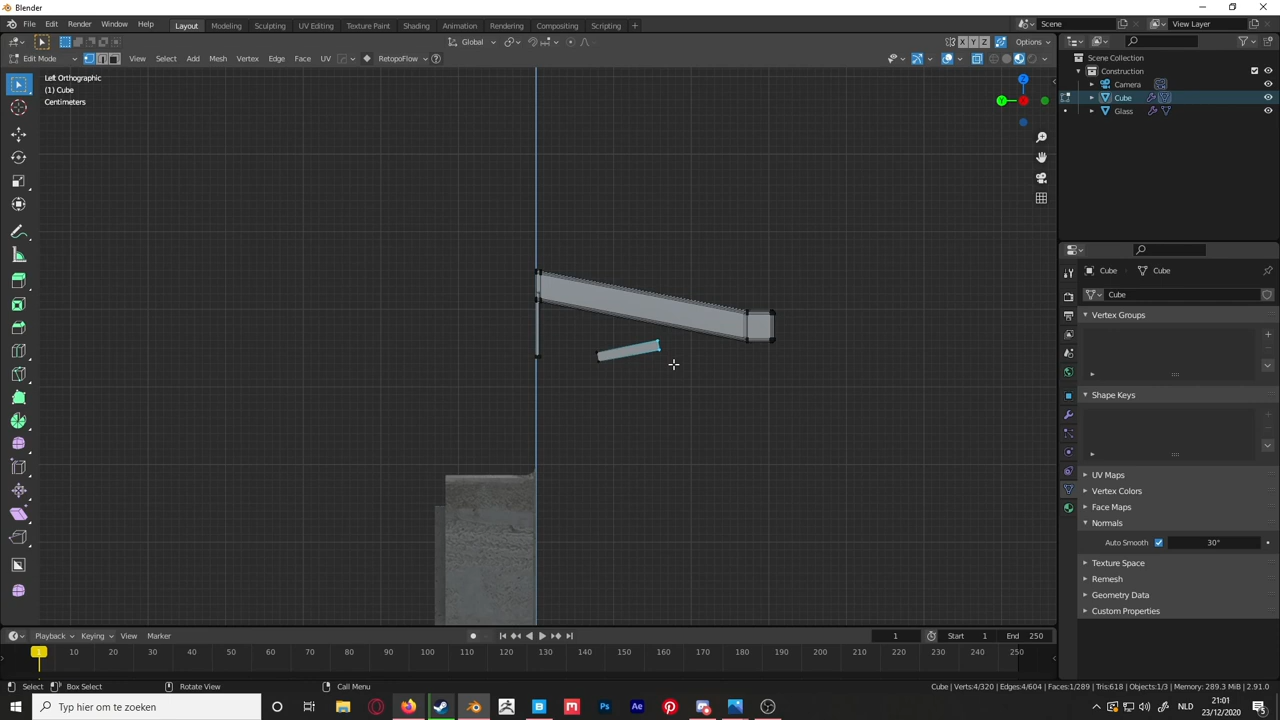 Blender
File Edit Render Window Help Layout Modeling Sculpting UV Editing Texture Paint Shading Animation Rendering Compositing Scripting + Scene View Layer
Global X Y Z Options
Edit Mode View Select Add Mesh Vertex Edge Face UV RetopoFlow
Left Orthographic
(1) Cube
Centimeters
Z
Y
Scene Collection
Construction
Camera
Cube
Glass
Cube Cube
Cube
Vertex Groups
Shape Keys
UV Maps
Vertex Colors
Face Maps
Normals
Auto Smooth 30°
Texture Space
Remesh
Geometry Data
Custom Properties
Playback Keying View Marker 1 Start 1 End 250
1 10 20 30 40 50 60 70 80 90 100 110 120 130 140 150 160 170 180 190 200 210 220 230 240 250
Select Box Select Rotate View Call Menu Cube | Verts:4/320 | Edges:4/604 | Faces:1/289 | Tris:618 | Objects:1/3 | Memory: 289.3 MiB | 2.91.0
Typ hier om te zoeken NLD 21:01
23/12/2020